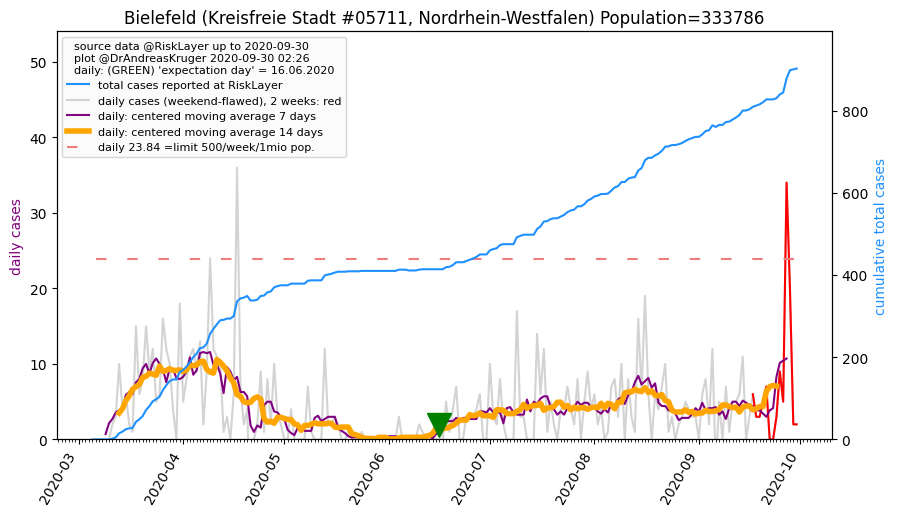 Bielefeld (Kreisfreie Stadt #05711, Nordrhein-Westfalen) Population=333786
source data @RiskLayer up to 2020-09-30
plot @DrAndreasKruger 2020-09-30 02:26
daily: (GREEN) 'expectation day' = 16.06.2020
total cases reported at RiskLayer
daily cases (weekend-flawed), 2 weeks: red
daily: centered moving average 7 days
daily: centered moving average 14 days
daily 23.84 =limit 500/week/1mio pop.
daily cases
50
40
30
20
10
0
cumulative total cases
800
600
400
200
0
2020-03
2020-04
2020-05
2020-06
2020-07
2020-08
2020-09
2020-10